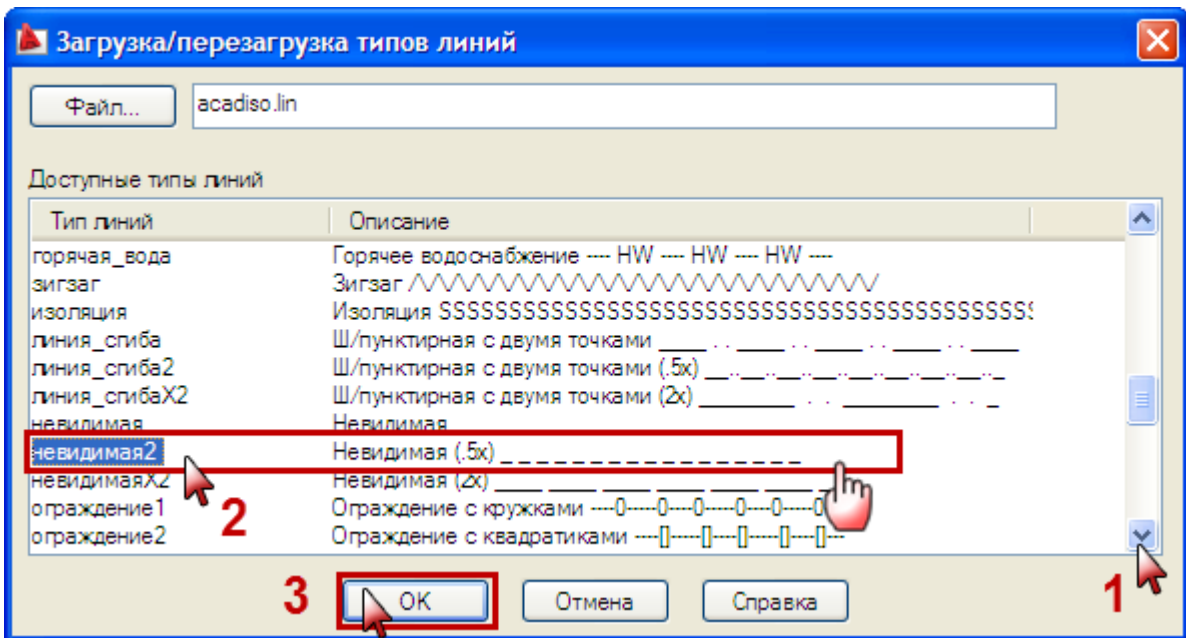 Загрузка/перезагрузка типов линий
Файл... acadiso.lin
Доступные типы линий
Тип линий Описание
горячая_вода Горячее водоснабжение ---- HW ---- HW ---- HW ----
зигзаг Зигзаг /\/\/\/\/\/\/\/\/\/\/\/\/\/\/\/\/\/\/\/\/\/\/
изоляция Изоляция SSSSSSSSSSSSSSSSSSSSSSSSSSSSSSSSSSSSSSSSS
линия_сгиба Ш/пунктирная с двумя точками ____ . . ____ . . ____ . . ____ . . ____
линия_сгиба2 Ш/пунктирная с двумя точками (.5x) __..__..__..__..__..__..__..__.._
линия_сгибаX2 Ш/пунктирная с двумя точками (2x) ________ . . ________ . . _
невидимая Невидимая
невидимая2 Невидимая (.5x) _ _ _ _ _ _ _ _ _ _ _ _ _ _ _ _ _
невидимаяX2 Невидимая (2x) ____ ____ ____ ____ ____ ____
ограждение1 Ограждение с кружками ----0-----0----0-----0----0-----0
ограждение2 Ограждение с квадратиками ----[]-----[]----[]-----[]----[]---
2
1
3
OK Отмена Справка